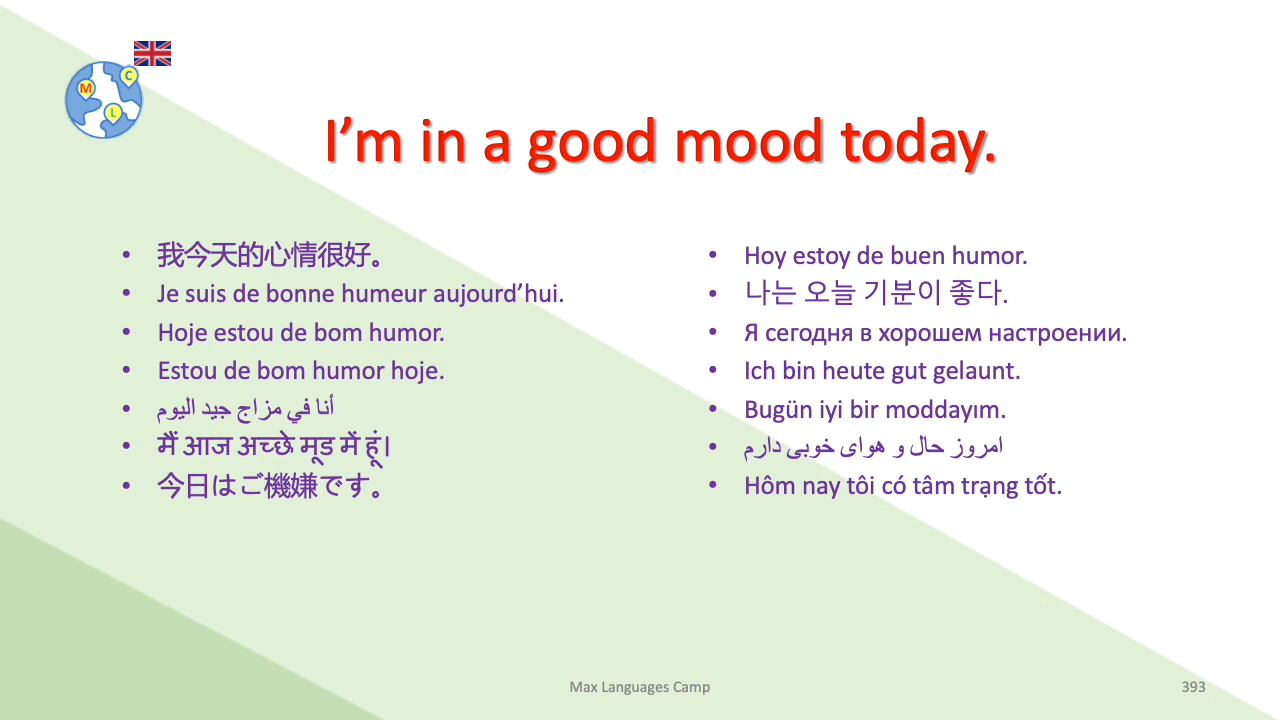 M
C
L
I’m in a good mood today.
• 我今天的心情很好。
• Je suis de bonne humeur aujourd’hui.
• Hoje estou de bom humor.
• Estou de bom humor hoje.
• أنا في مزاج جيد اليوم
• मैं आज अच्छे मूड में हूं।
• 今日はご機嫌です。
• Hoy estoy de buen humor.
• 나는 오늘 기분이 좋다.
• Я сегодня в хорошем настроении.
• Ich bin heute gut gelaunt.
• Bugün iyi bir moddayım.
• امروز حال و هوای خوبی دارم
• Hôm nay tôi có tâm trạng tốt.
Max Languages Camp
393